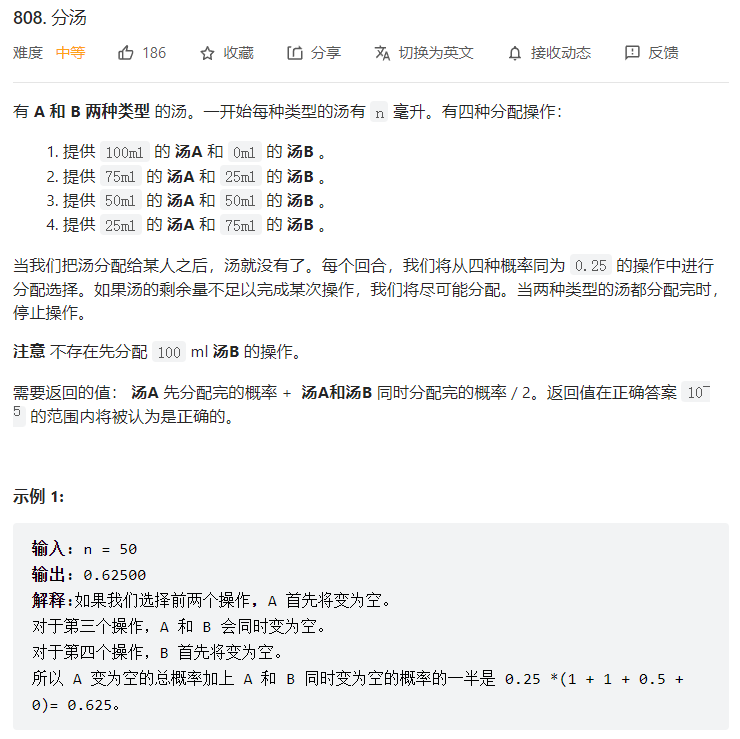 808. 分汤
难度 中等 186 收藏 分享 切换为英文 接收动态 反馈
有 A 和 B 两种类型 的汤。一开始每种类型的汤有 n 毫升。有四种分配操作：
1. 提供 100ml 的 汤A 和 0ml 的 汤B 。
2. 提供 75ml 的 汤A 和 25ml 的 汤B 。
3. 提供 50ml 的 汤A 和 50ml 的 汤B 。
4. 提供 25ml 的 汤A 和 75ml 的 汤B 。
当我们把汤分配给某人之后，汤就没有了。每个回合，我们将从四种概率同为 0.25 的操作中进行
分配选择。如果汤的剩余量不足以完成某次操作，我们将尽可能分配。当两种类型的汤都分配完时，
停止操作。
注意 不存在先分配 100 ml 汤B 的操作。
需要返回的值： 汤A 先分配完的概率 + 汤A和汤B 同时分配完的概率 / 2。返回值在正确答案 10-
5 的范围内将被认为是正确的。
示例 1:
输入：n = 50
输出：0.62500
解释:如果我们选择前两个操作，A 首先将变为空。
对于第三个操作，A 和 B 会同时变为空。
对于第四个操作，B 首先将变为空。
所以 A 变为空的总概率加上 A 和 B 同时变为空的概率的一半是 0.25 *(1 + 1 + 0.5 +
0)= 0.625。